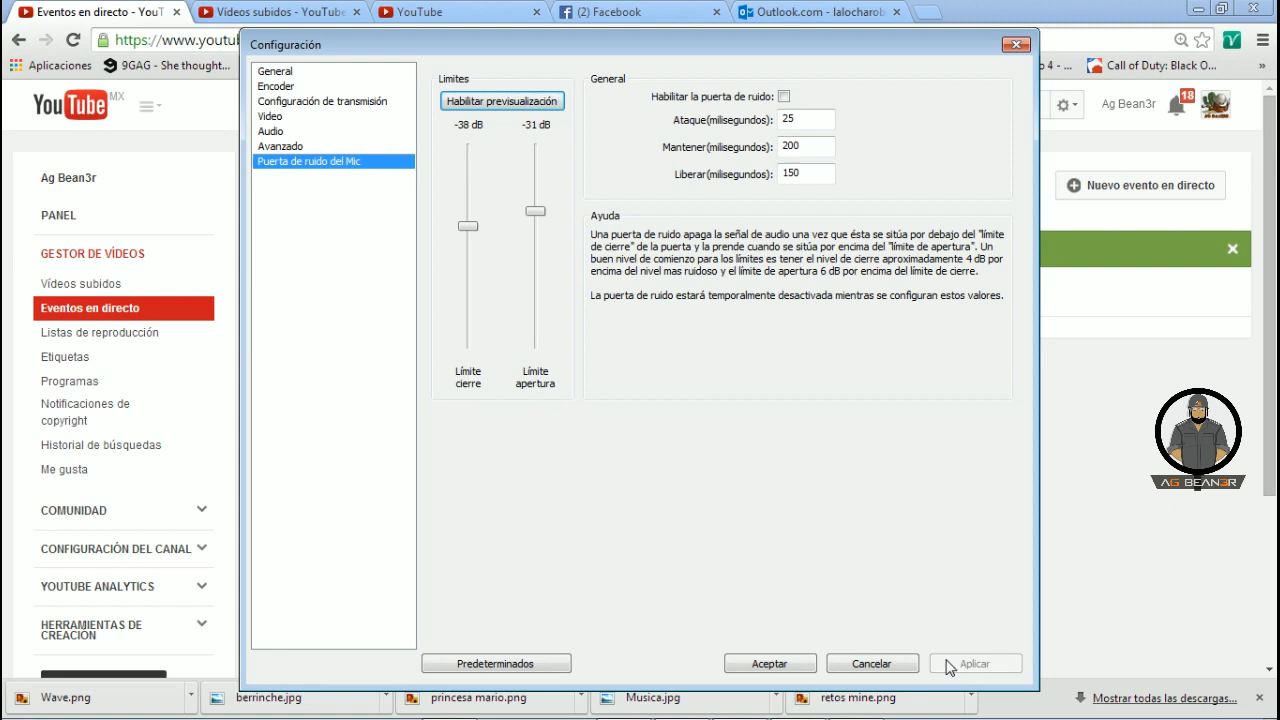 Eventos en directo - YouT
Vídeos subidos - YouTube
YouTube
(2) Facebook
Outlook.com - lalocharob
https://www.youtub
Aplicaciones
9GAG - She thought...
o 4 - ...
Call of Duty: Black O...
»
YouTube MX
Ag Bean3r
18
Ag Bean3r
PANEL
GESTOR DE VÍDEOS
Vídeos subidos
Eventos en directo
Listas de reproducción
Etiquetas
Programas
Notificaciones de
copyright
Historial de búsquedas
Me gusta
COMUNIDAD
CONFIGURACIÓN DEL CANAL
YOUTUBE ANALYTICS
HERRAMIENTAS DE
CREACIÓN
Nuevo evento en directo
Configuración
General
Encoder
Configuración de transmisión
Video
Audio
Avanzado
Puerta de ruido del Mic
Limites
Habilitar previsualización
-38 dB -31 dB
Límite Límite
cierre apertura
General
Habilitar la puerta de ruido:
Ataque(milisegundos): 25
Mantener(milisegundos): 200
Liberar(milisegundos): 150
Ayuda
Una puerta de ruido apaga la señal de audio una vez que ésta se sitúa por debajo del "límite
de cierre" de la puerta y la prende cuando se sitúa por encima del "límite de apertura". Un
buen nivel de comienzo para los límites es tener el nivel de cierre aproximadamente 4 dB por
encima del nivel mas ruidoso y el límite de apertura 6 dB por encima del límite de cierre.
La puerta de ruido estará temporalmente desactivada mientras se configuran estos valores.
Predeterminados
Aceptar
Cancelar
Aplicar
AG BEAN3R
Wave.png
berrinche.jpg
princesa mario.png
Musica.jpg
retos mine.png
Mostrar todas las descargas...